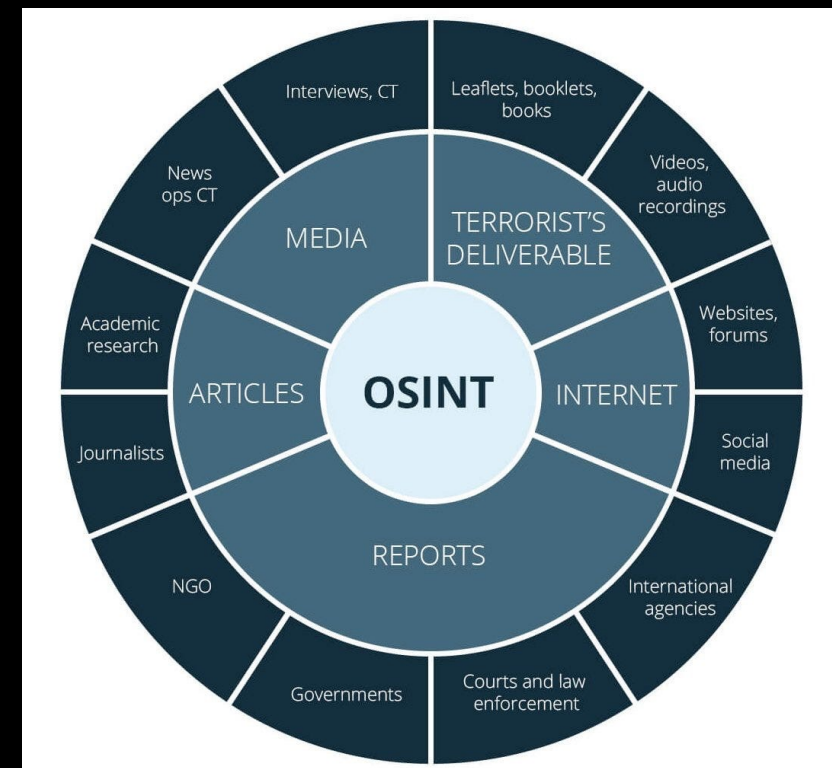 Interviews, CT
Leaflets, booklets,
books
News
ops CT
Videos,
audio
recordings
MEDIA
TERRORIST'S
DELIVERABLE
Academic
research
Websites,
forums
ARTICLES
OSINT
INTERNET
Journalists
Social
media
REPORTS
NGO
International
agencies
Governments
Courts and law
enforcement